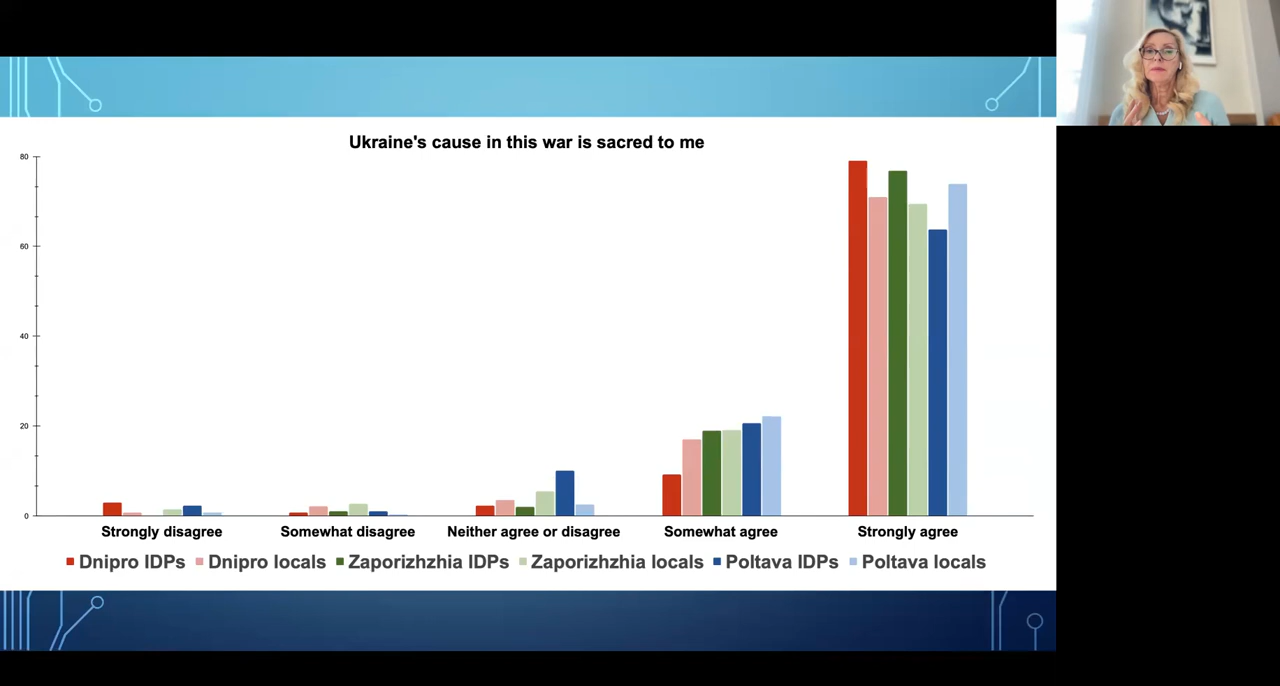 Ukraine's cause in this war is sacred to me
80
60
40
20
0
Strongly disagree Somewhat disagree Neither agree or disagree Somewhat agree Strongly agree
Dnipro IDPs Dnipro locals Zaporizhzhia IDPs Zaporizhzhia locals Poltava IDPs Poltava locals